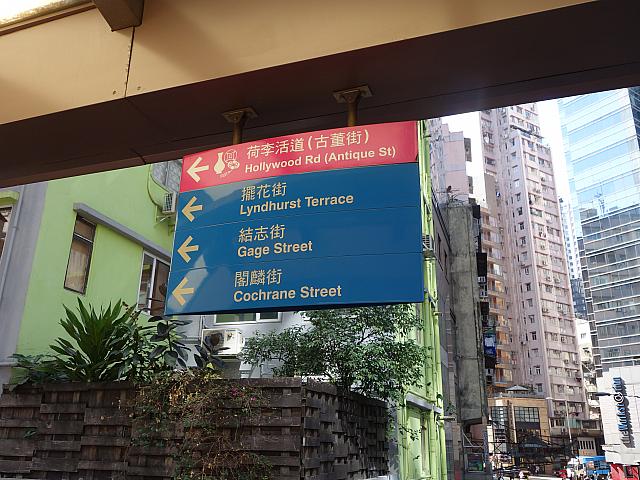 荷李活道(古董街)
Hollywood Rd (Antique St)
擺花街
Lyndhurst Terrace
結志街
Gage Street
閣麟街
Cochrane Street